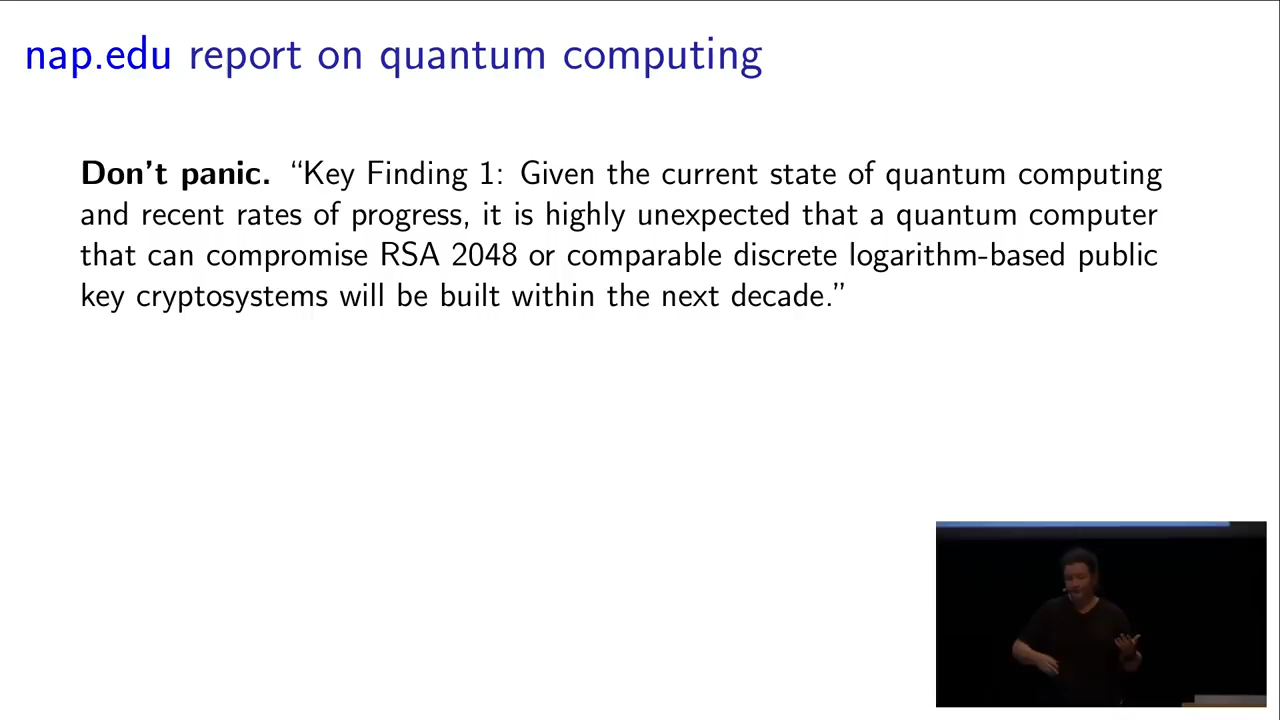 nap.edu report on quantum computing
Don't panic. “Key Finding 1: Given the current state of quantum computing
and recent rates of progress, it is highly unexpected that a quantum computer
that can compromise RSA 2048 or comparable discrete logarithm-based public
key cryptosystems will be built within the next decade.”